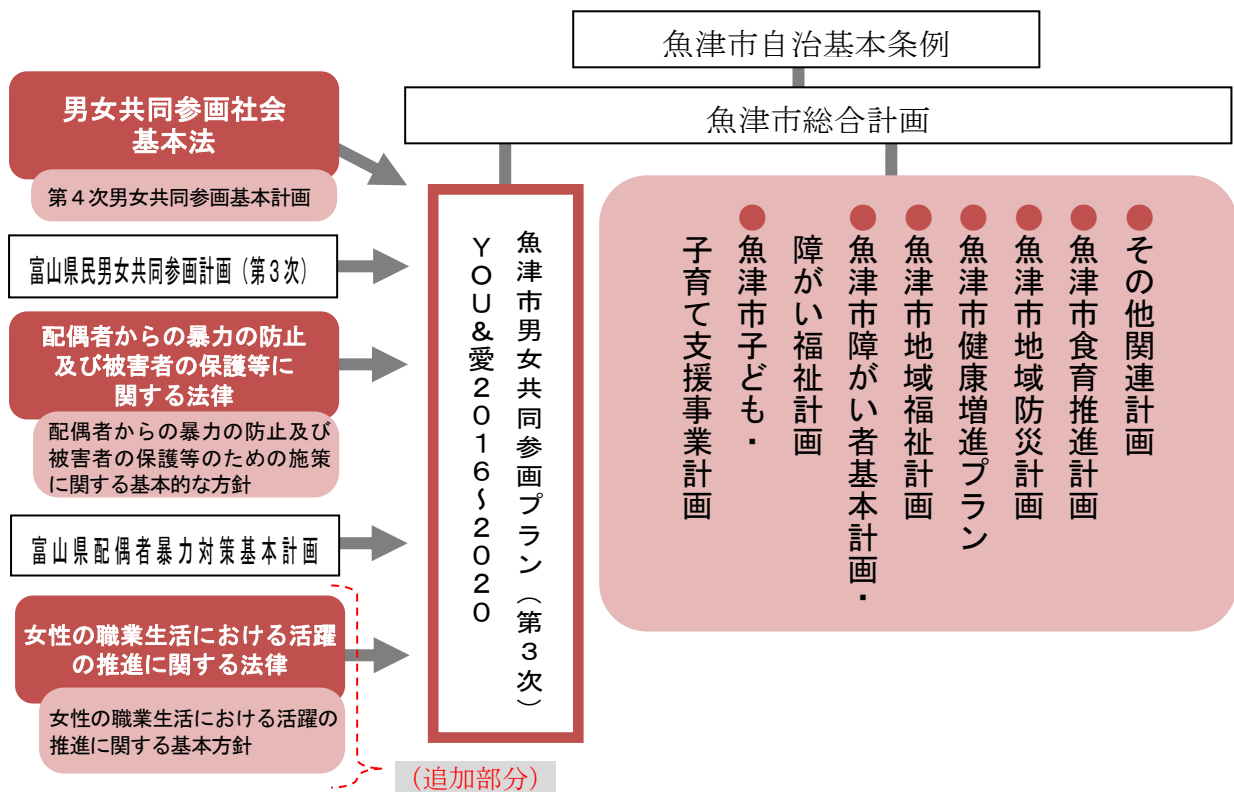 魚津市自治基本条例
魚津市総合計画
男女共同参画社会
基本法
第４次男女共同参画基本計画
富山県民男女共同参画計画（第３次）
配偶者からの暴力の防止
及び被害者の保護等に
関する法律
配偶者からの暴力の防止及び
被害者の保護等のための施策
に関する基本的な方針
富山県配偶者暴力対策基本計画
女性の職業生活における活躍
の推進に関する法律
女性の職業生活における活躍の
推進に関する基本方針
（追加部分）
魚津市男女共同参画プラン（第３次）
ＹＯＵ＆愛２０１６～２０２０
●その他関連計画
●魚津市食育推進計画
●魚津市地域防災計画
●魚津市健康増進プラン
●魚津市地域福祉計画
●魚津市障がい者基本計画・
障がい福祉計画
●魚津市子ども・
子育て支援事業計画